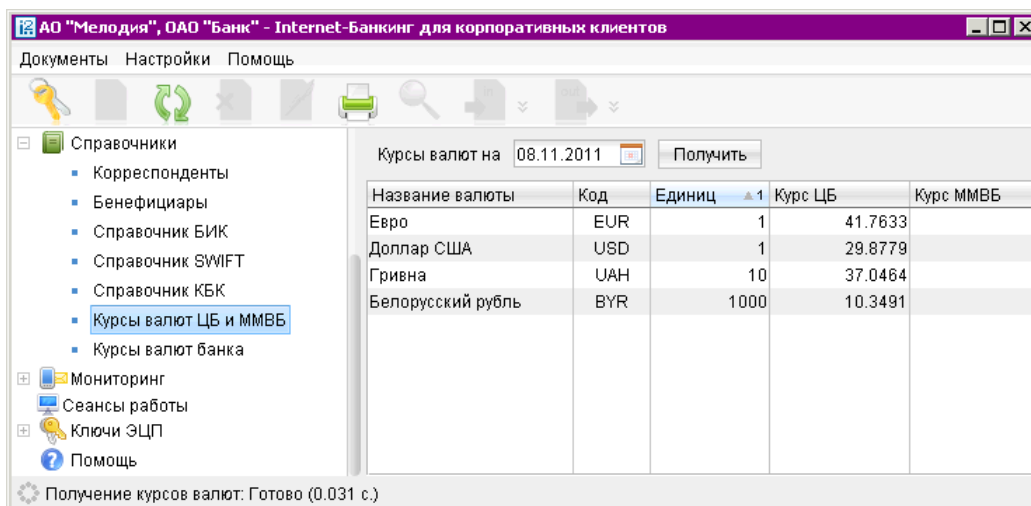 АО "Мелодия", ОАО "Банк" - Internet-Банкинг для корпоративных клиентов
Документы Настройки Помощь
in out
Справочники
Корреспонденты
Бенефициары
Справочник БИК
Справочник SWIFT
Справочник КБК
Курсы валют ЦБ и ММВБ
Курсы валют банка
Мониторинг
Сеансы работы
Ключи ЭЦП
Помощь
Курсы валют на 08.11.2011 Получить
Название валюты Код Единиц 1 Курс ЦБ Курс ММВБ
Евро EUR 1 41.7633
Доллар США USD 1 29.8779
Гривна UAH 10 37.0464
Белорусский рубль BYR 1000 10.3491
Получение курсов валют: Готово (0.031 с.)